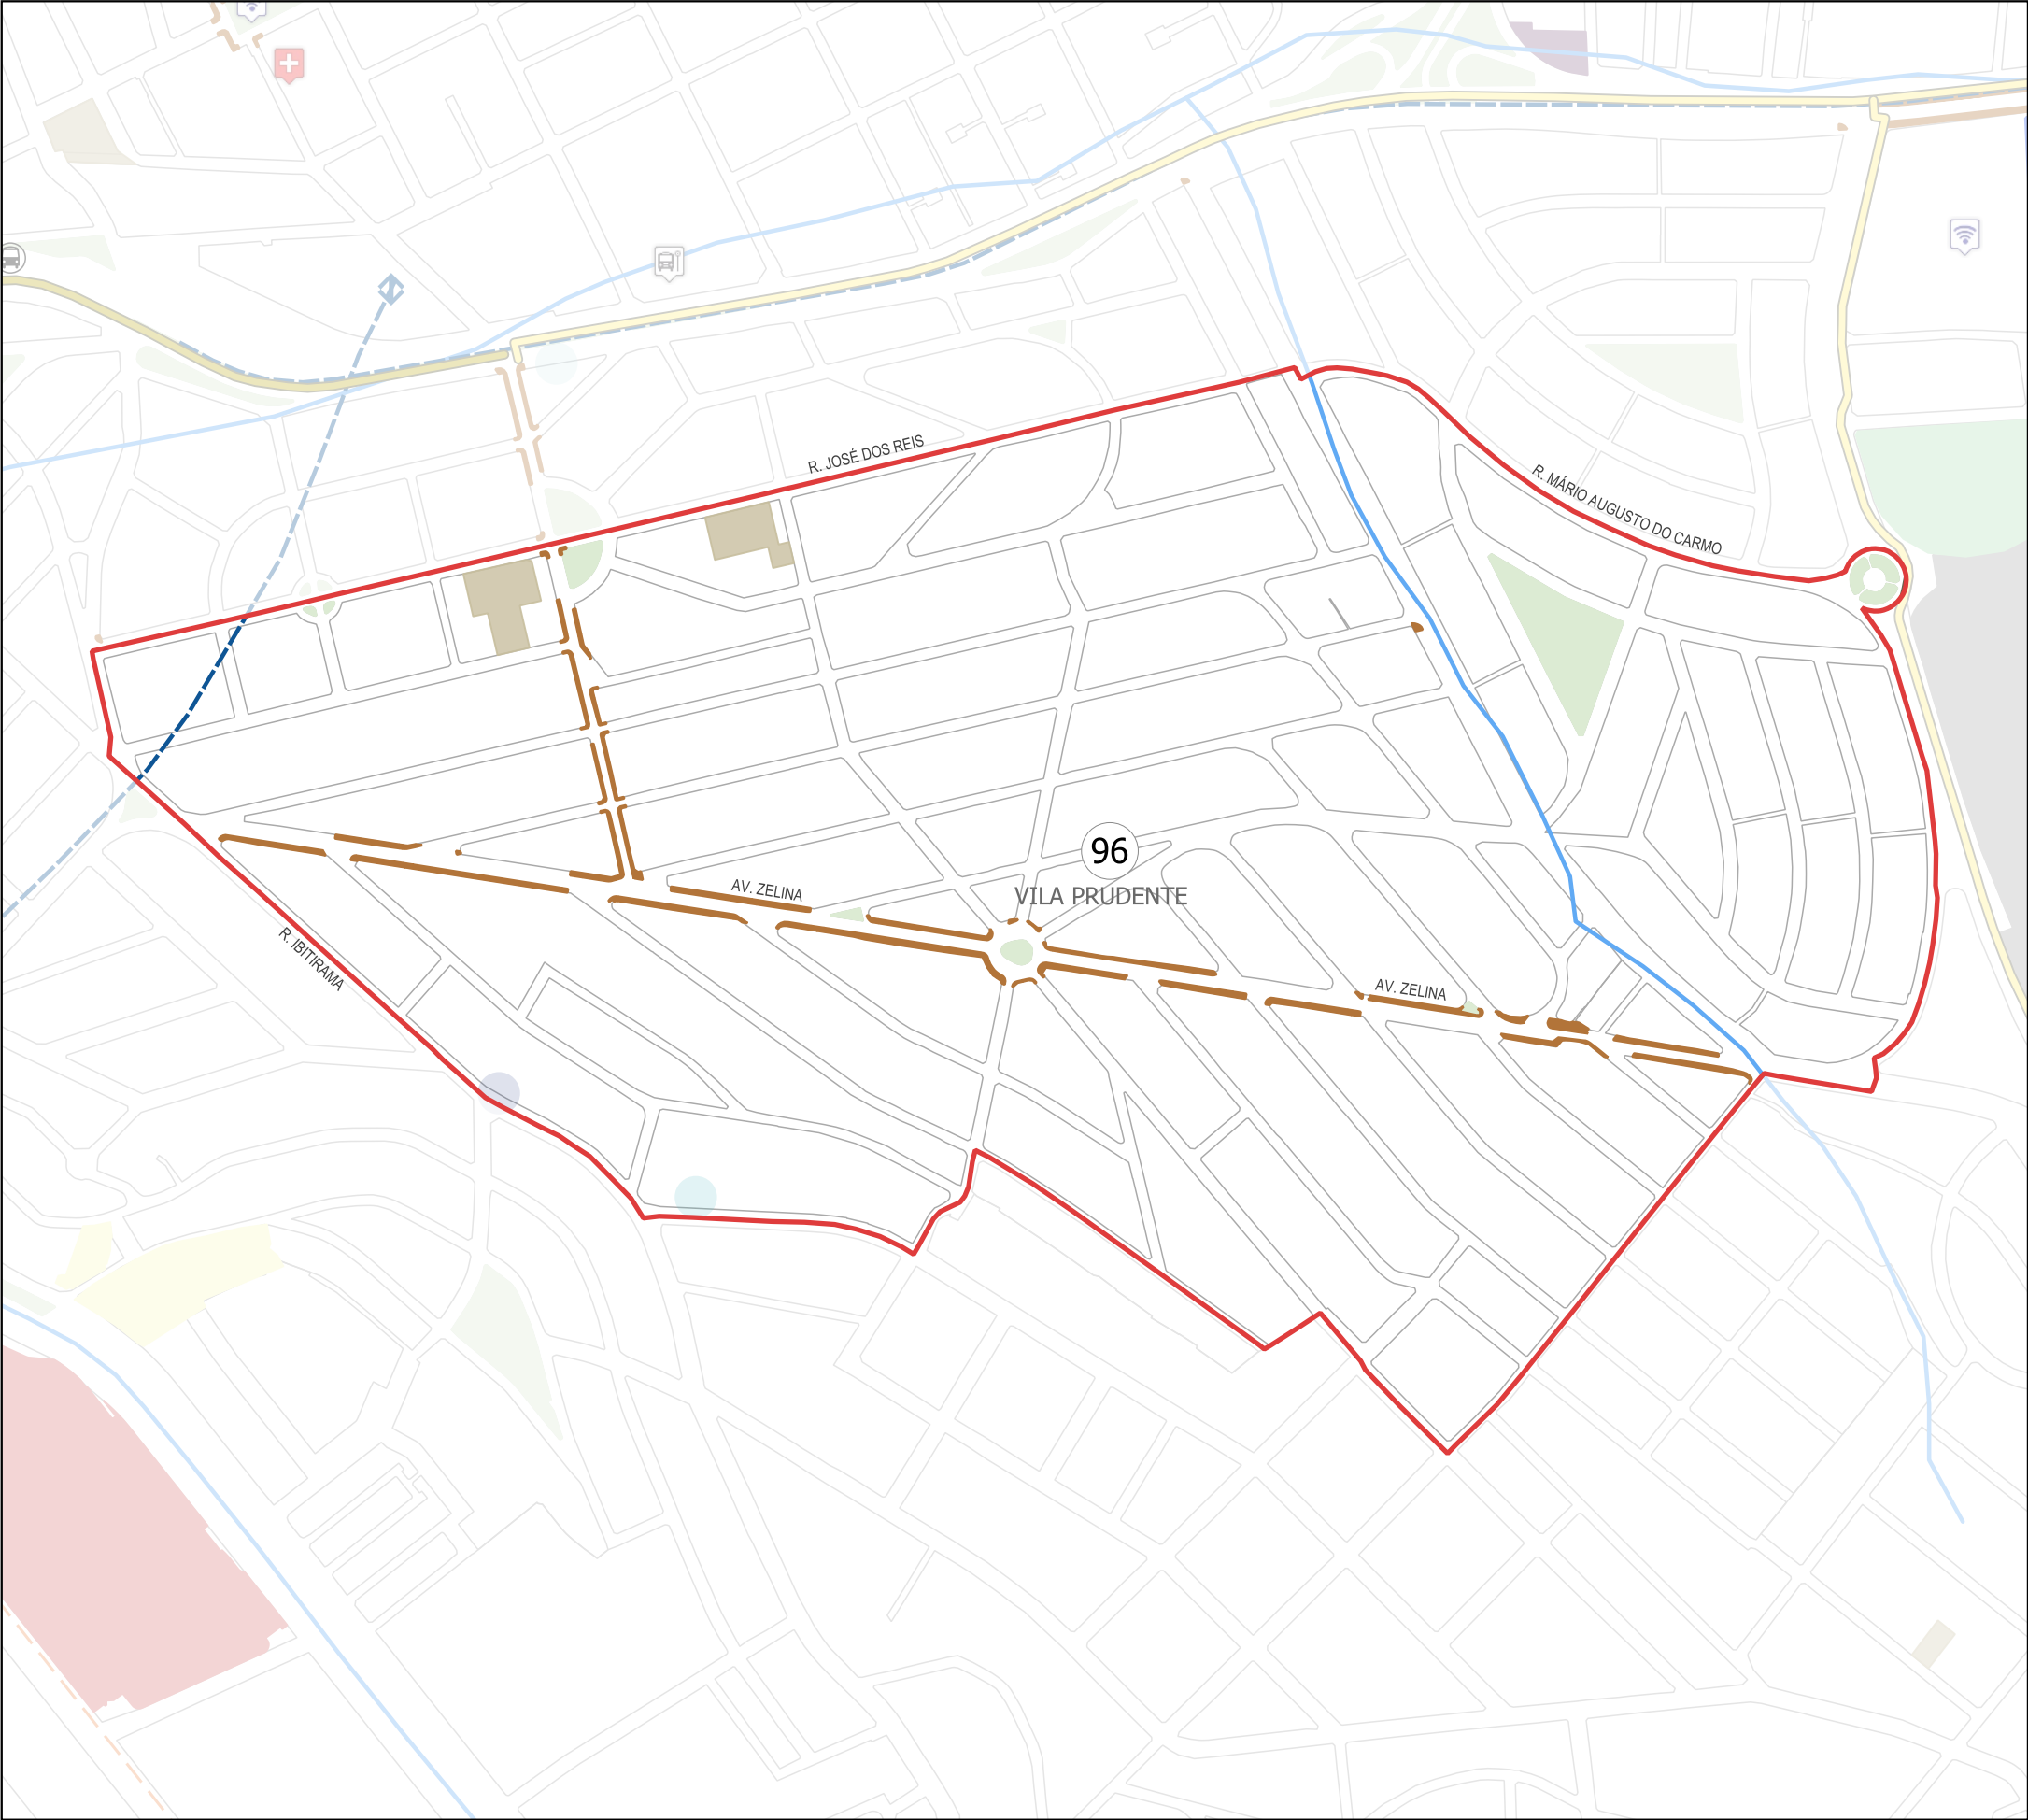 R. JOSÉ DOS REIS
R. MÁRIO AUGUSTO DO CARMO
96
VILA PRUDENTE
AV. ZELINA
AV. ZELINA
R. IBITIRAMA